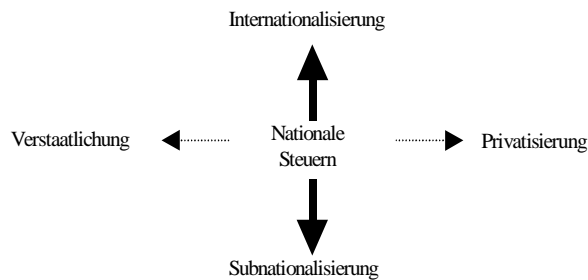 Internationalisierung
Verstaatlichung
Nationale
Steuern
Privatisierung
Subnationalisierung